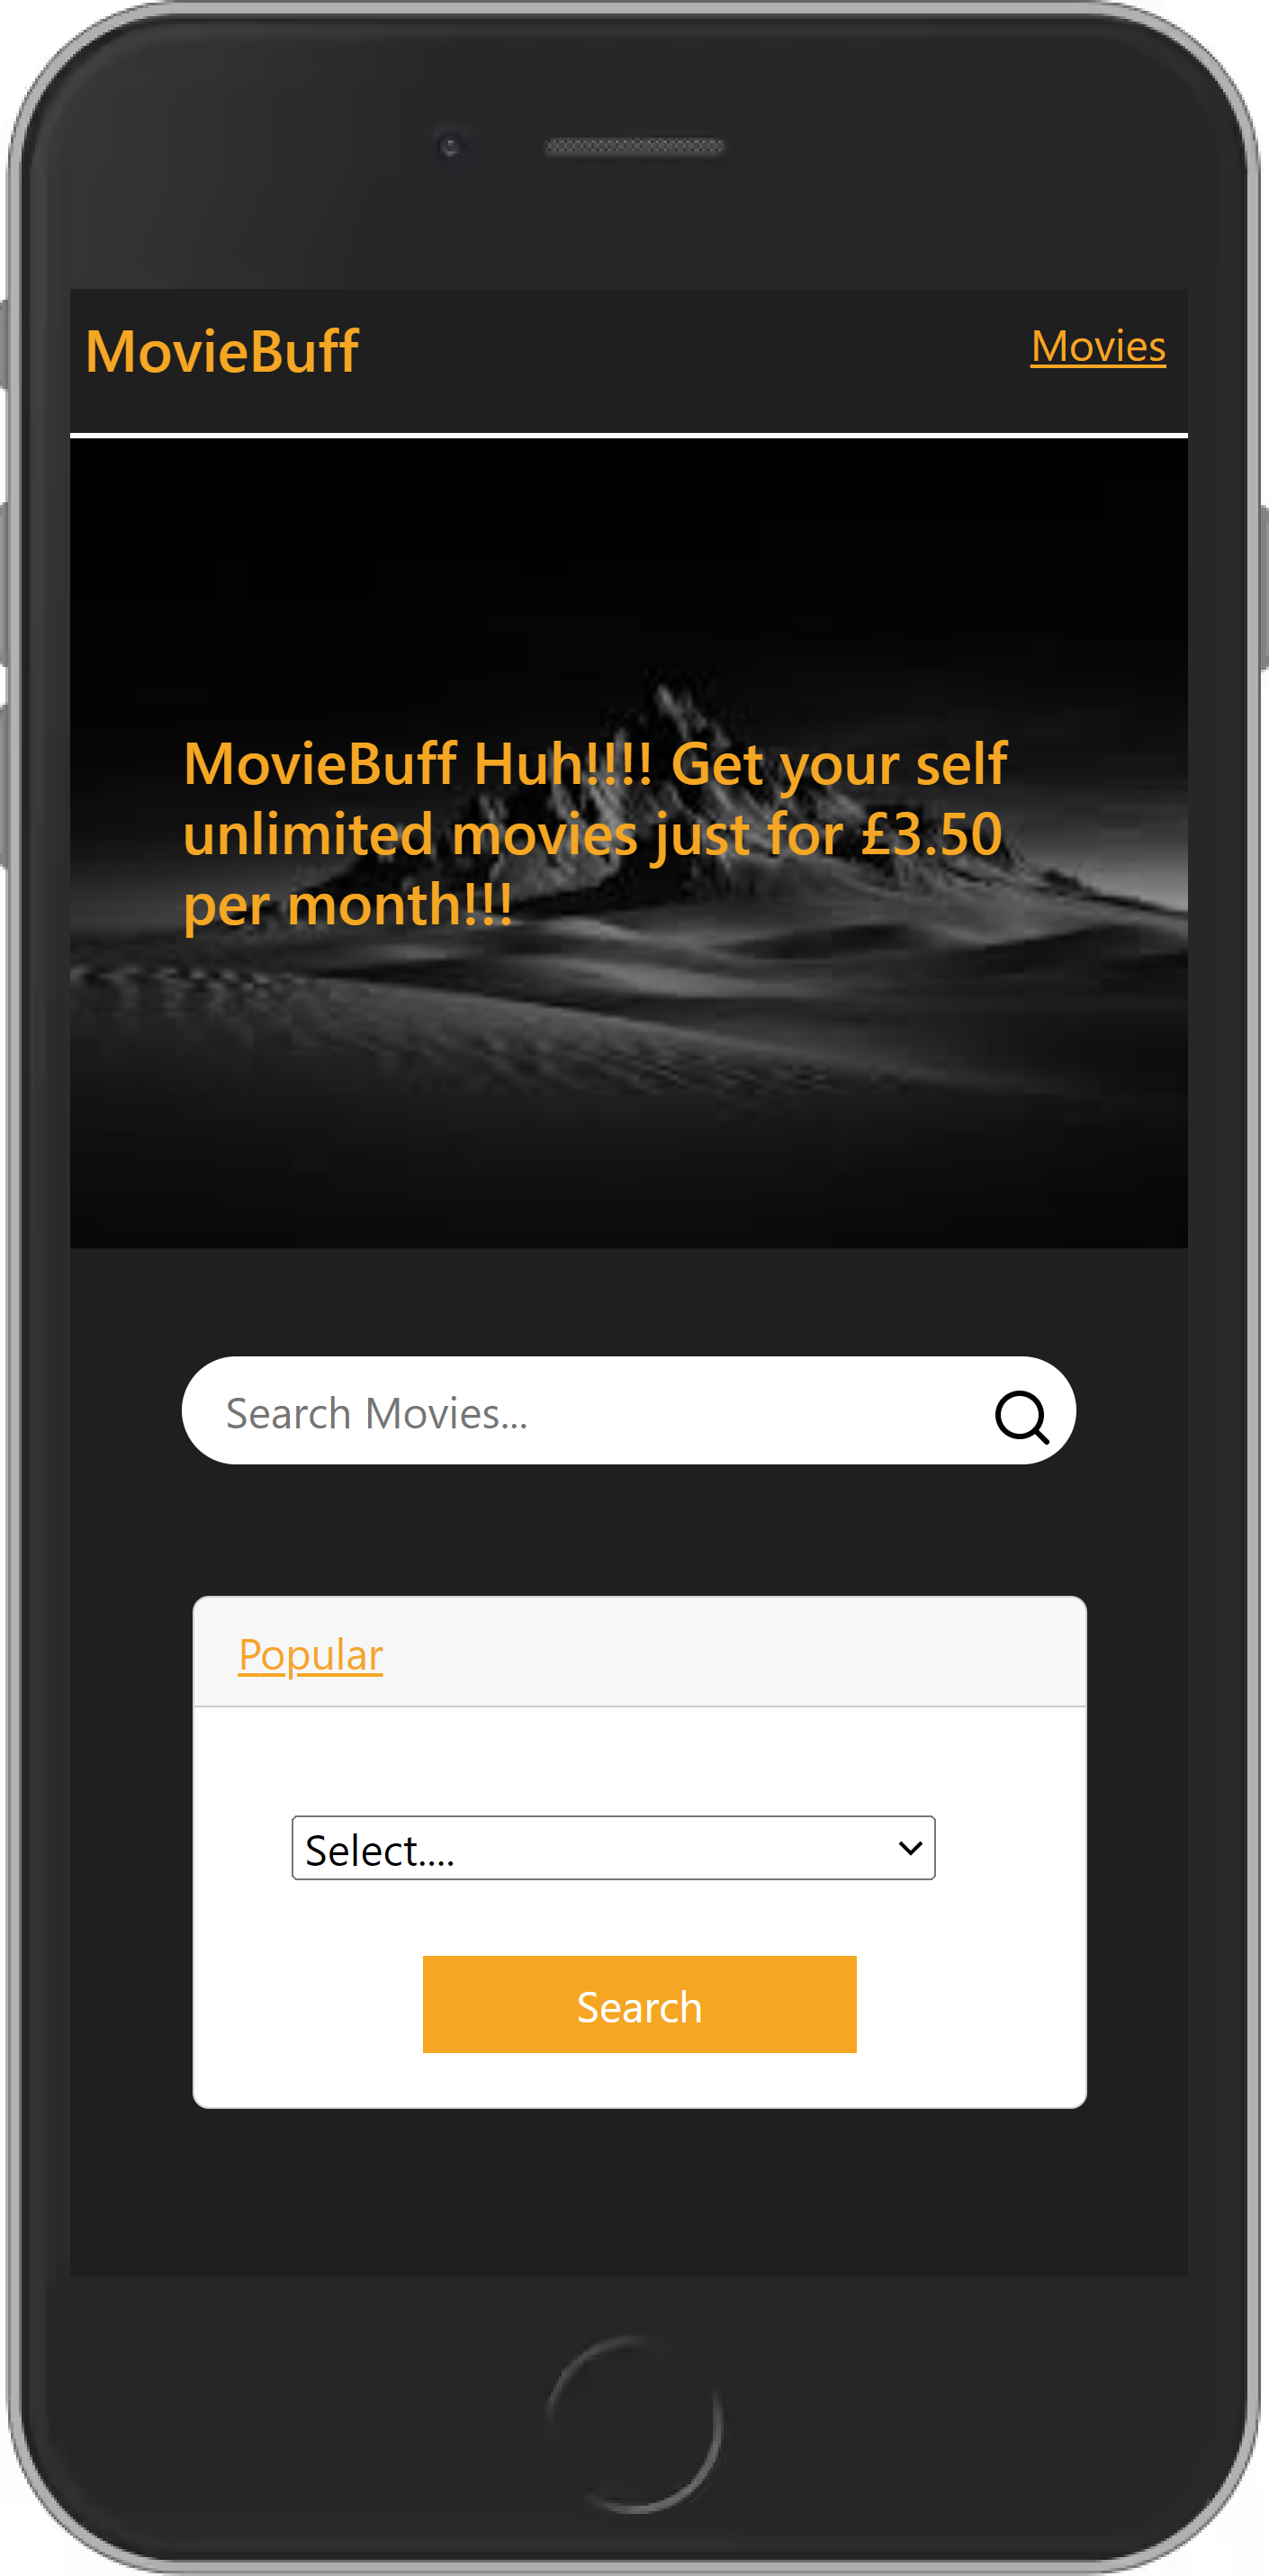 MovieBuff
Movies
MovieBuff Huh!!!! Get your self
unlimited movies just for £3.50
per month!!!
Search Movies...
Popular
Select....
Search